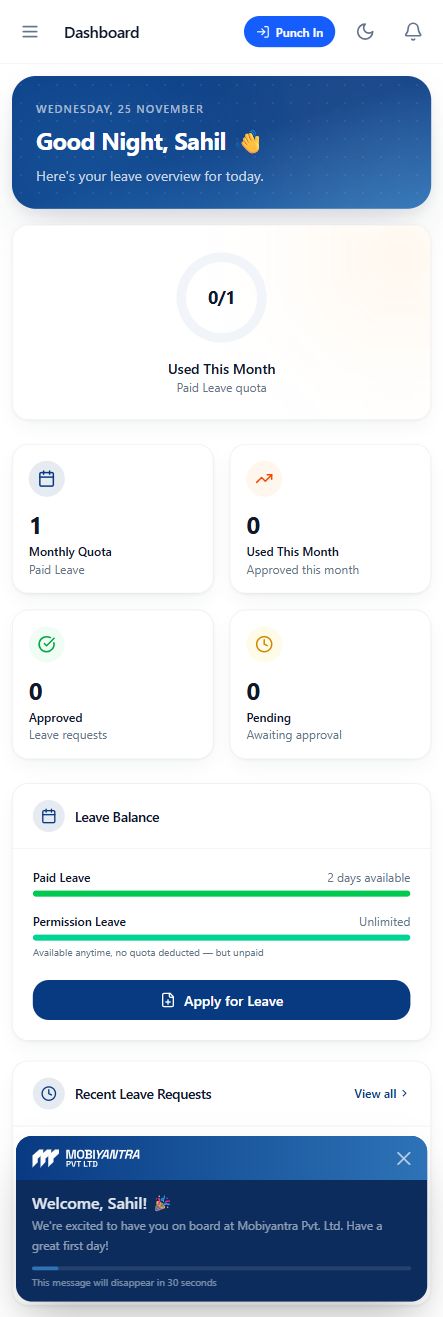 Dashboard
Punch In
WEDNESDAY, 25 NOVEMBER
Good Night, Sahil 👋
Here's your leave overview for today.
0/1
Used This Month
Paid Leave quota
1
Monthly Quota
Paid Leave
0
Used This Month
Approved this month
0
Approved
Leave requests
0
Pending
Awaiting approval
Leave Balance
Paid Leave
2 days available
Permission Leave
Unlimited
Available anytime, no quota deducted — but unpaid
Apply for Leave
Recent Leave Requests
View all
MOBIYANTRA
PVT LTD
Welcome, Sahil! 🎉
We're excited to have you on board at Mobiyantra Pvt. Ltd. Have a
great first day!
This message will disappear in 30 seconds